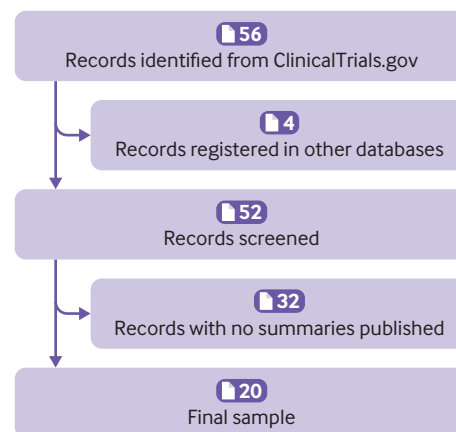 56
Records identified from ClinicalTrials.gov
4
Records registered in other databases
52
Records screened
32
Records with no summaries published
20
Final sample